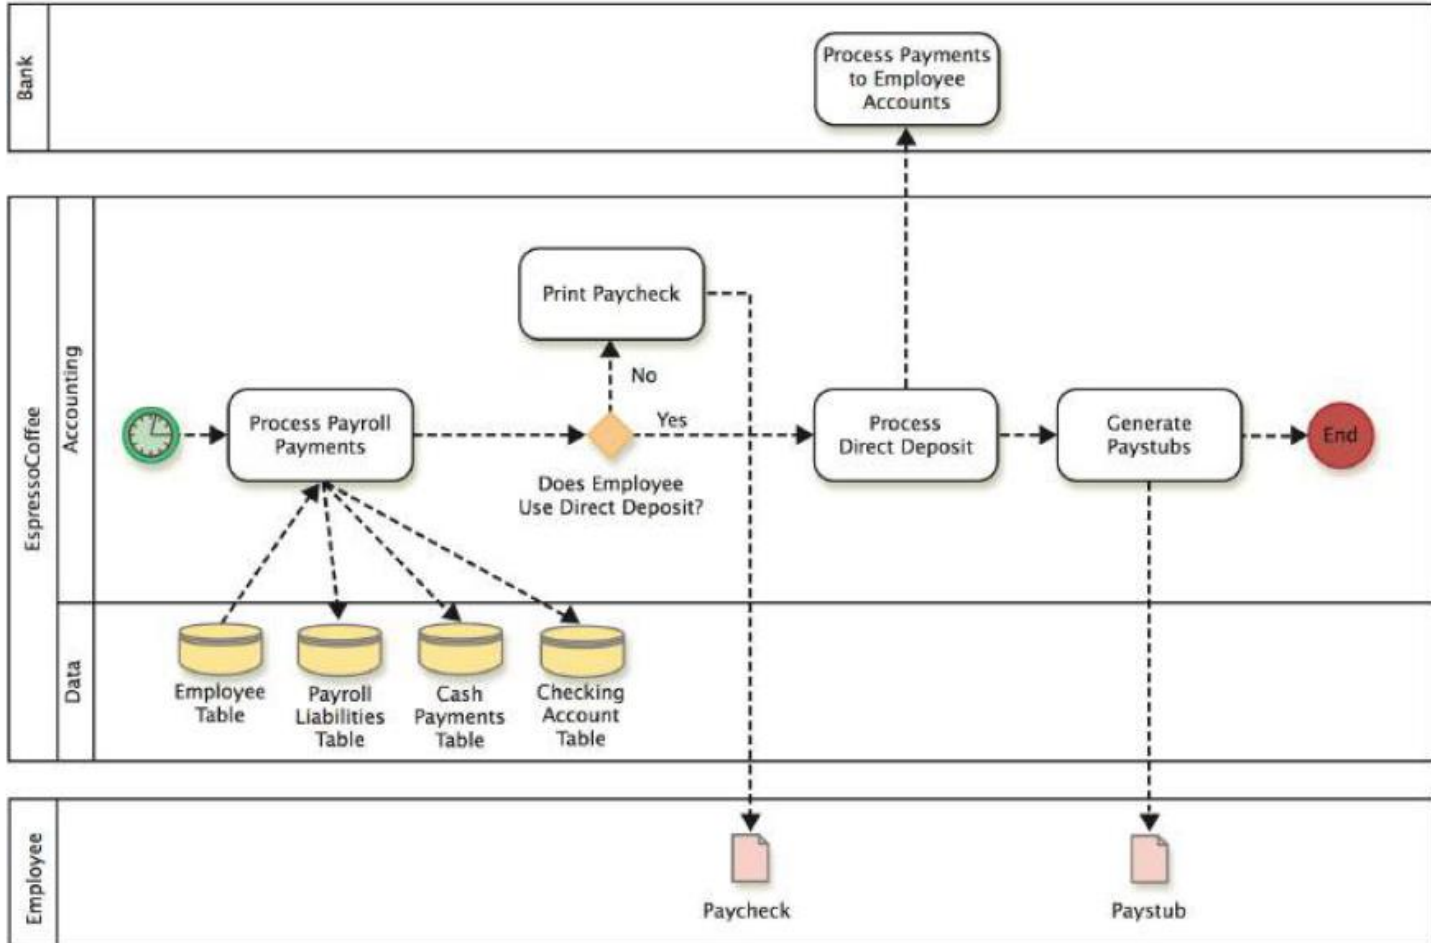 Bank
Process Payments
to Employee
Accounts
EspressoCoffee
Accounting
Print Paycheck
No
Yes
Process Payroll
Payments
Does Employee
Use Direct Deposit?
Process
Direct Deposit
Generate
Paystubs
End
Data
Employee
Table
Payroll
Liabilities
Table
Cash
Payments
Table
Checking
Account
Table
Employee
Paycheck
Paystub